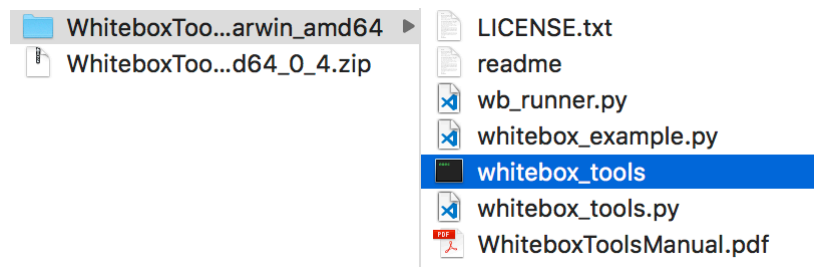 WhiteboxToo...arwin_amd64
WhiteboxToo...d64_0_4.zip
LICENSE.txt
readme
wb_runner.py
whitebox_example.py
whitebox_tools
whitebox_tools.py
PDF
WhiteboxToolsManual.pdf